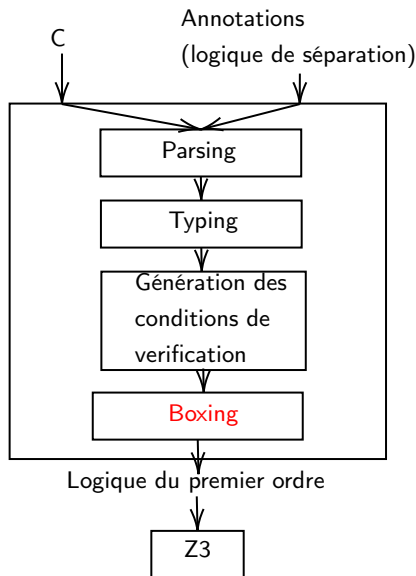 C
Annotations
(logique de séparation)
Parsing
Typing
Génération des
conditions de
verification
Boxing
Logique du premier ordre
Z3